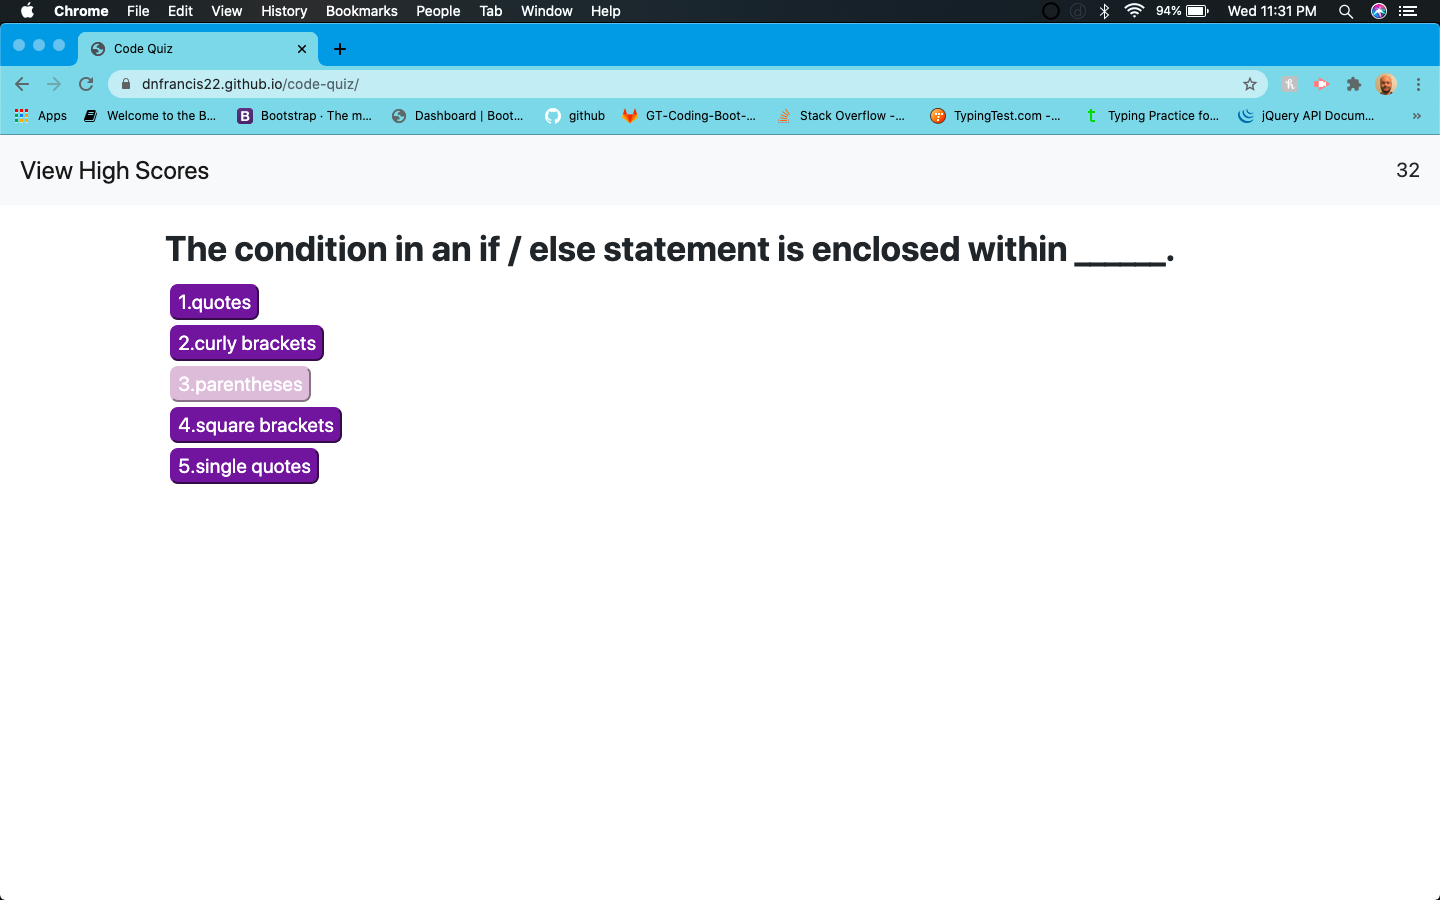 Chrome File Edit View History Bookmarks People Tab Window Help 94% Wed 11:31 PM
Code Quiz
dnfrancis22.github.io/code-quiz/
Apps Welcome to the B... Bootstrap · The m... Dashboard | Boot... github GT-Coding-Boot-... Stack Overflow -... TypingTest.com -... Typing Practice fo... jQuery API Docum... »
View High Scores 32
The condition in an if / else statement is enclosed within ______.
1.quotes
2.curly brackets
3.parentheses
4.square brackets
5.single quotes